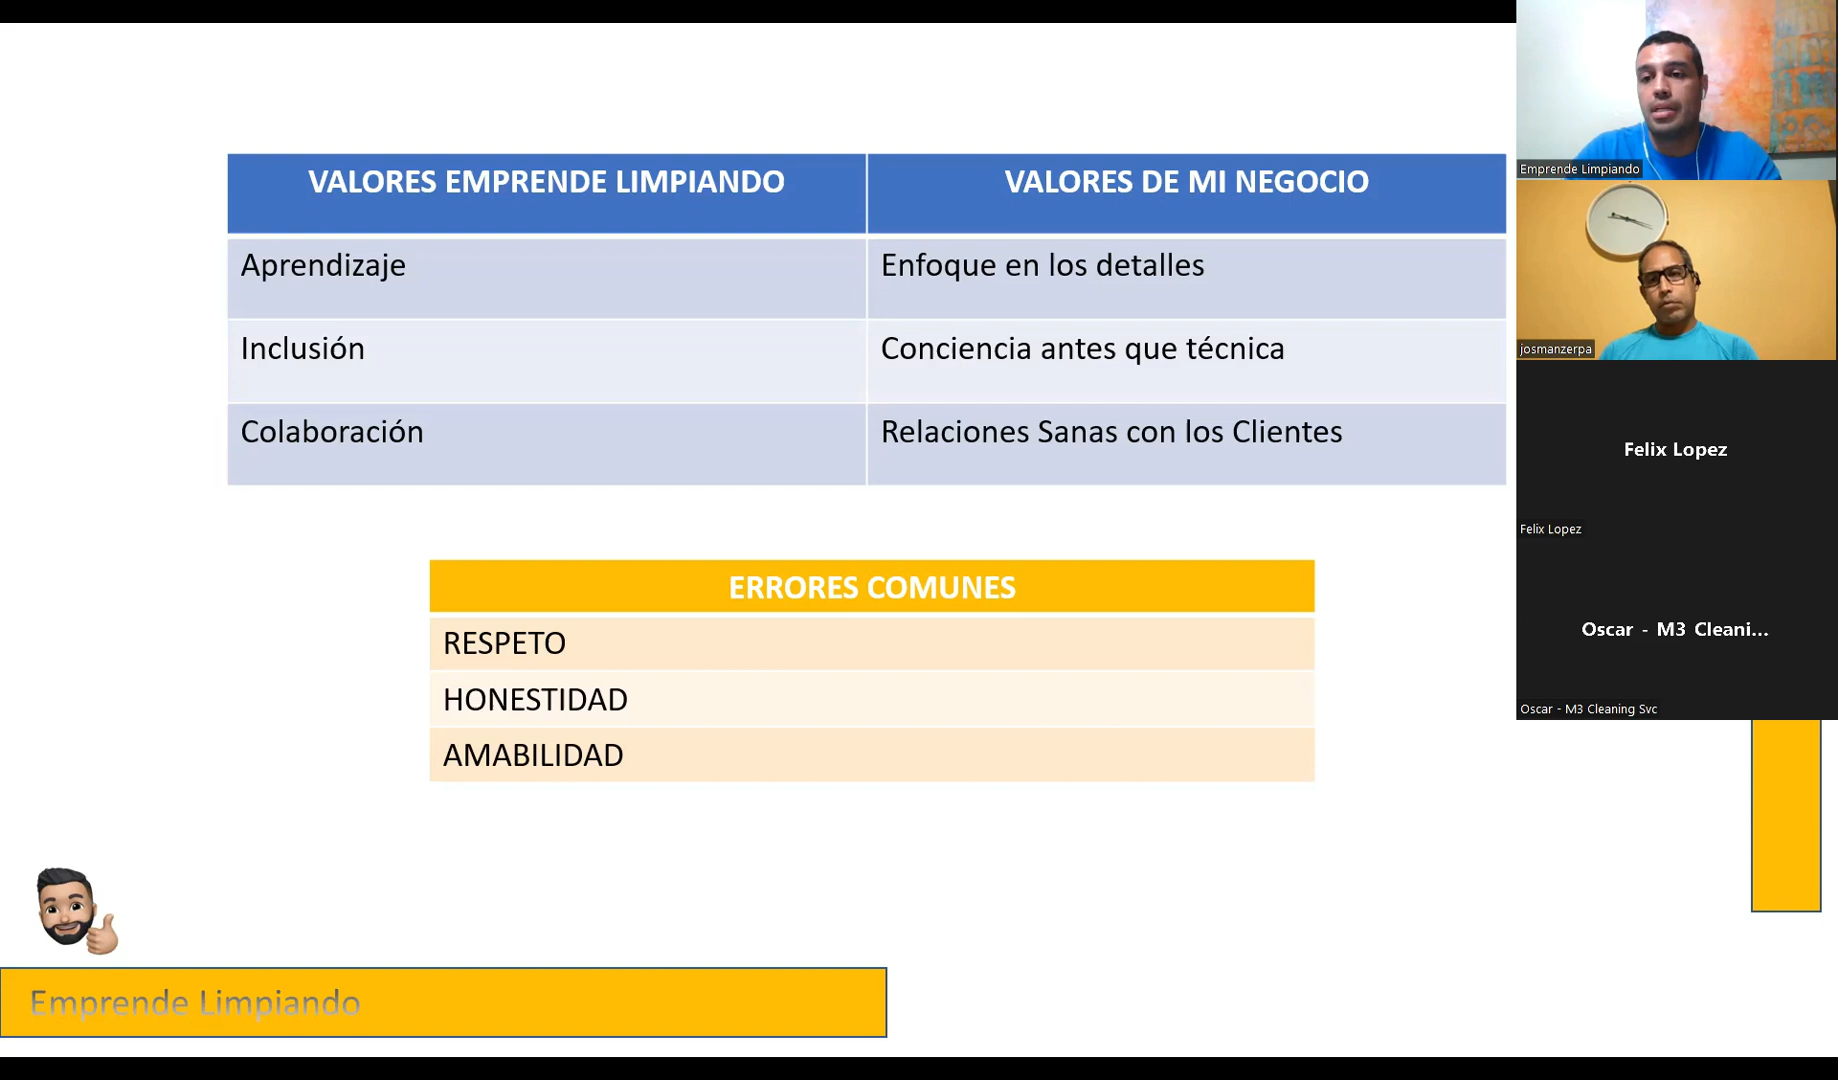 VALORES EMPRENDE LIMPIANDO
VALORES DE MI NEGOCIO
Aprendizaje
Enfoque en los detalles
Inclusión
Conciencia antes que técnica
Colaboración
Relaciones Sanas con los Clientes
ERRORES COMUNES
RESPETO
HONESTIDAD
AMABILIDAD
Emprende Limpiando
Emprende Limpiando
josmanzerpa
Felix Lopez
Felix Lopez
Oscar - M3 Cleani...
Oscar - M3 Cleaning Svc